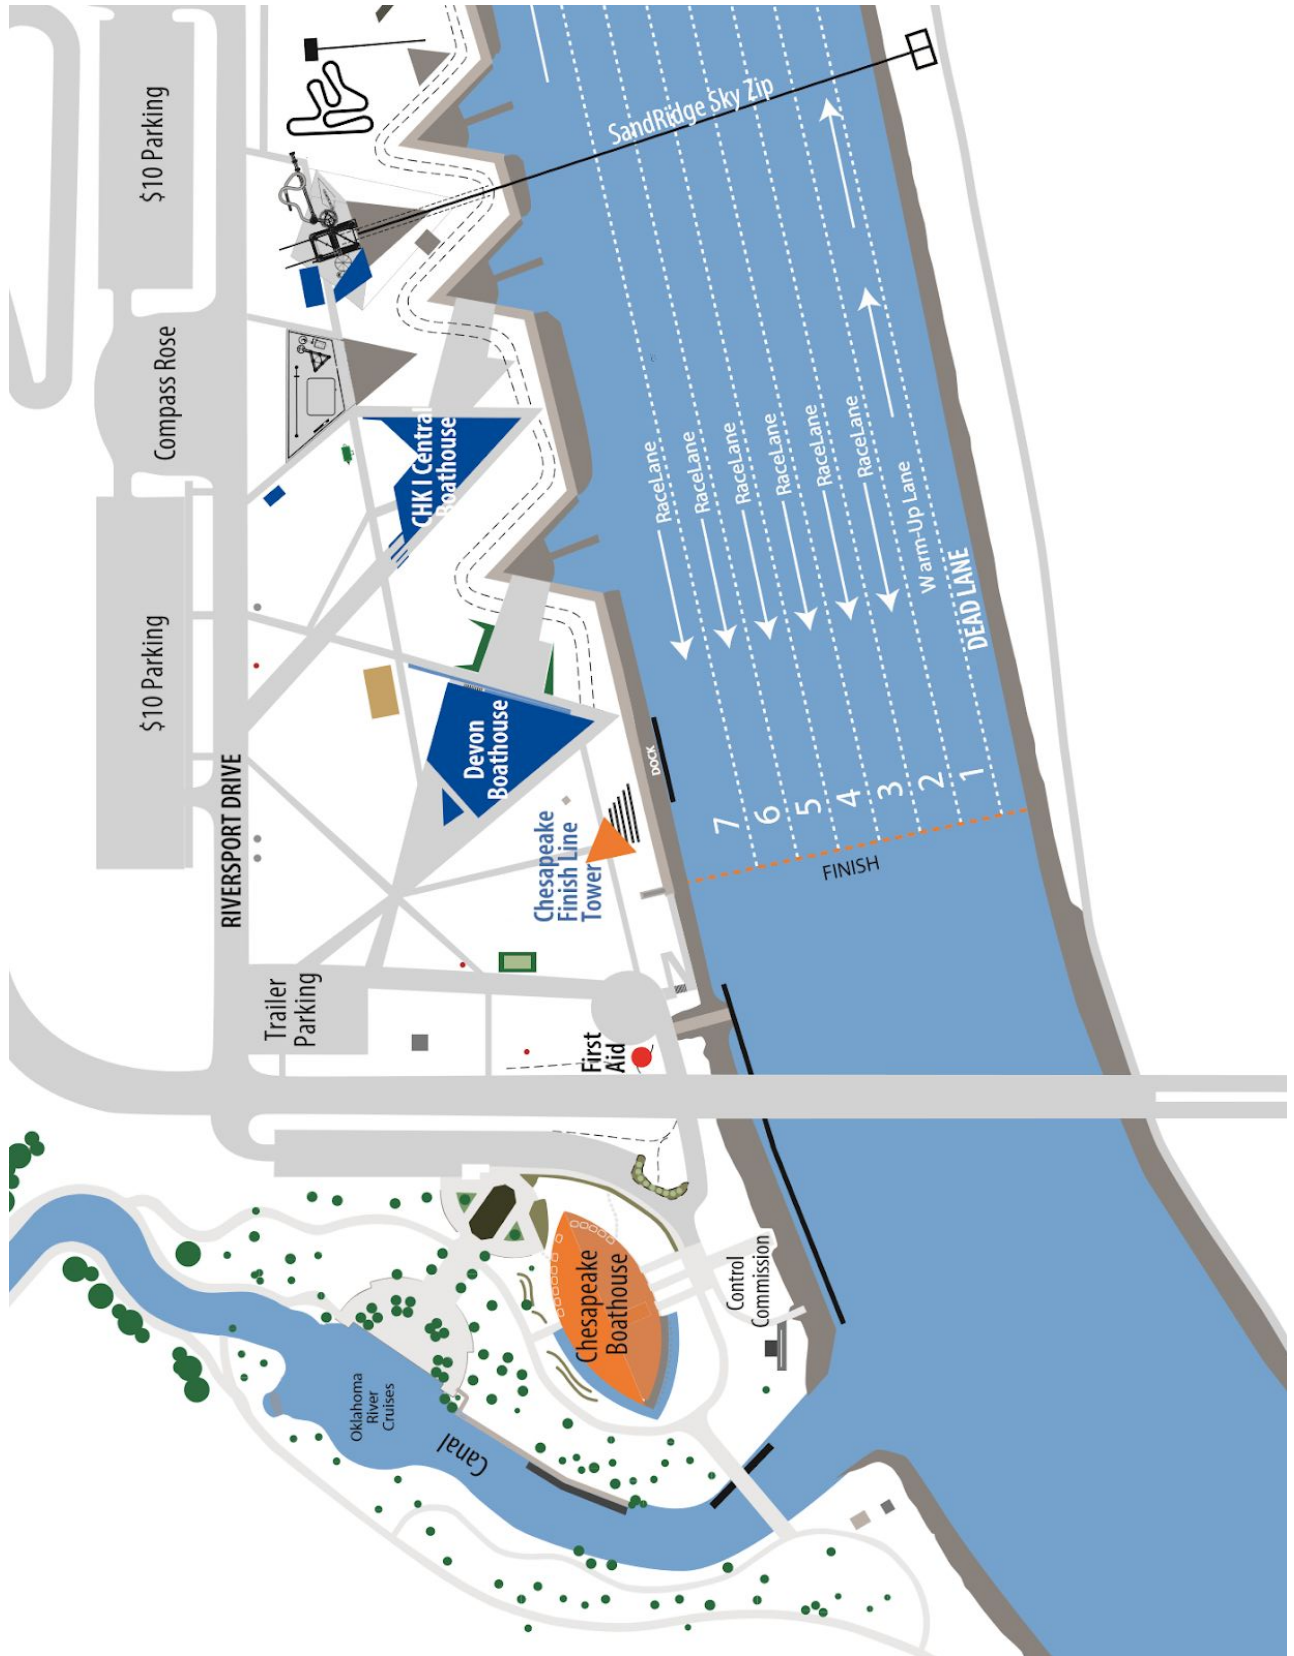 $10 Parking
SandRidge Sky Zip
Compass Rose
CHK I Central
Boathouse
RaceLane
RaceLane
RaceLane
RaceLane
RaceLane
RaceLane
Warm-Up Lane
DEAD LANE
$10 Parking
RIVERSPORT DRIVE
Devon
Boathouse
DOCK
7
6
5
4
3
2
1
FINISH
Chesapeake
Finish Line
Tower
Trailer
Parking
First
Aid
Chesapeake
Boathouse
Control
Commission
Oklahoma
River
Cruises
Canal